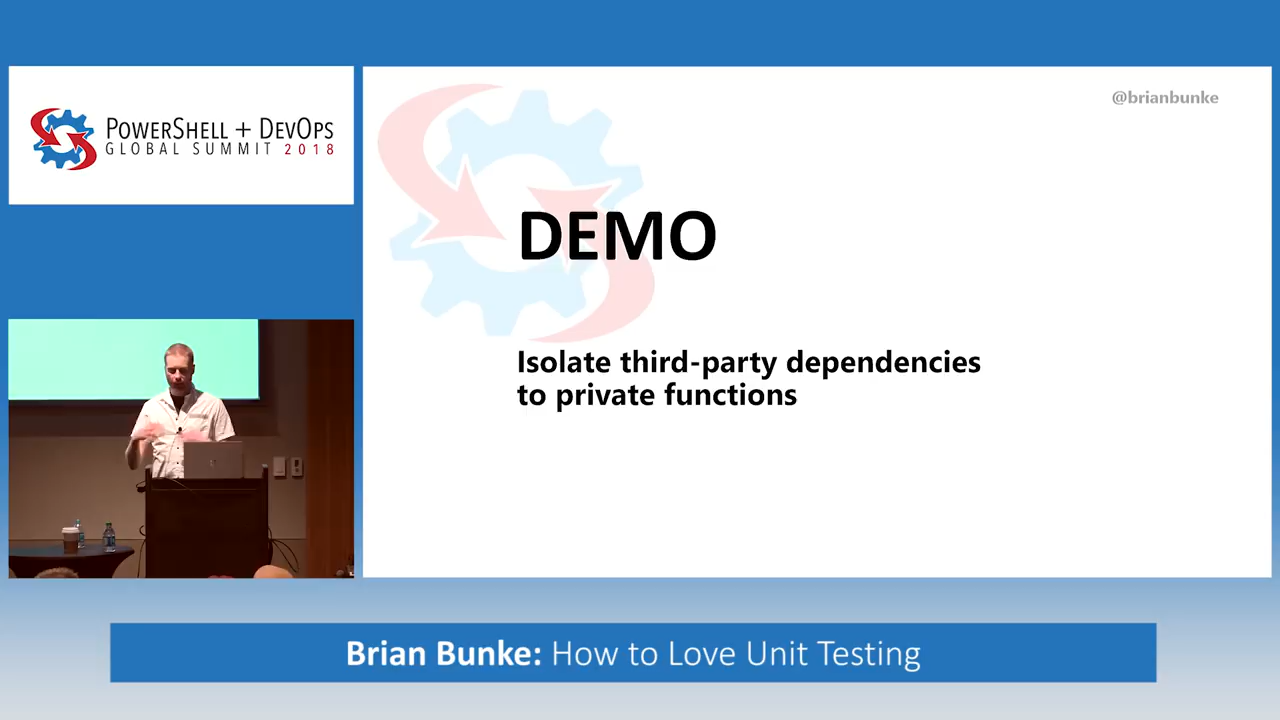 POWERSHELL + DEVOPS
GLOBAL SUMMIT 2018
@brianbunke
DEMO
Isolate third-party dependencies
to private functions
Brian Bunke: How to Love Unit Testing